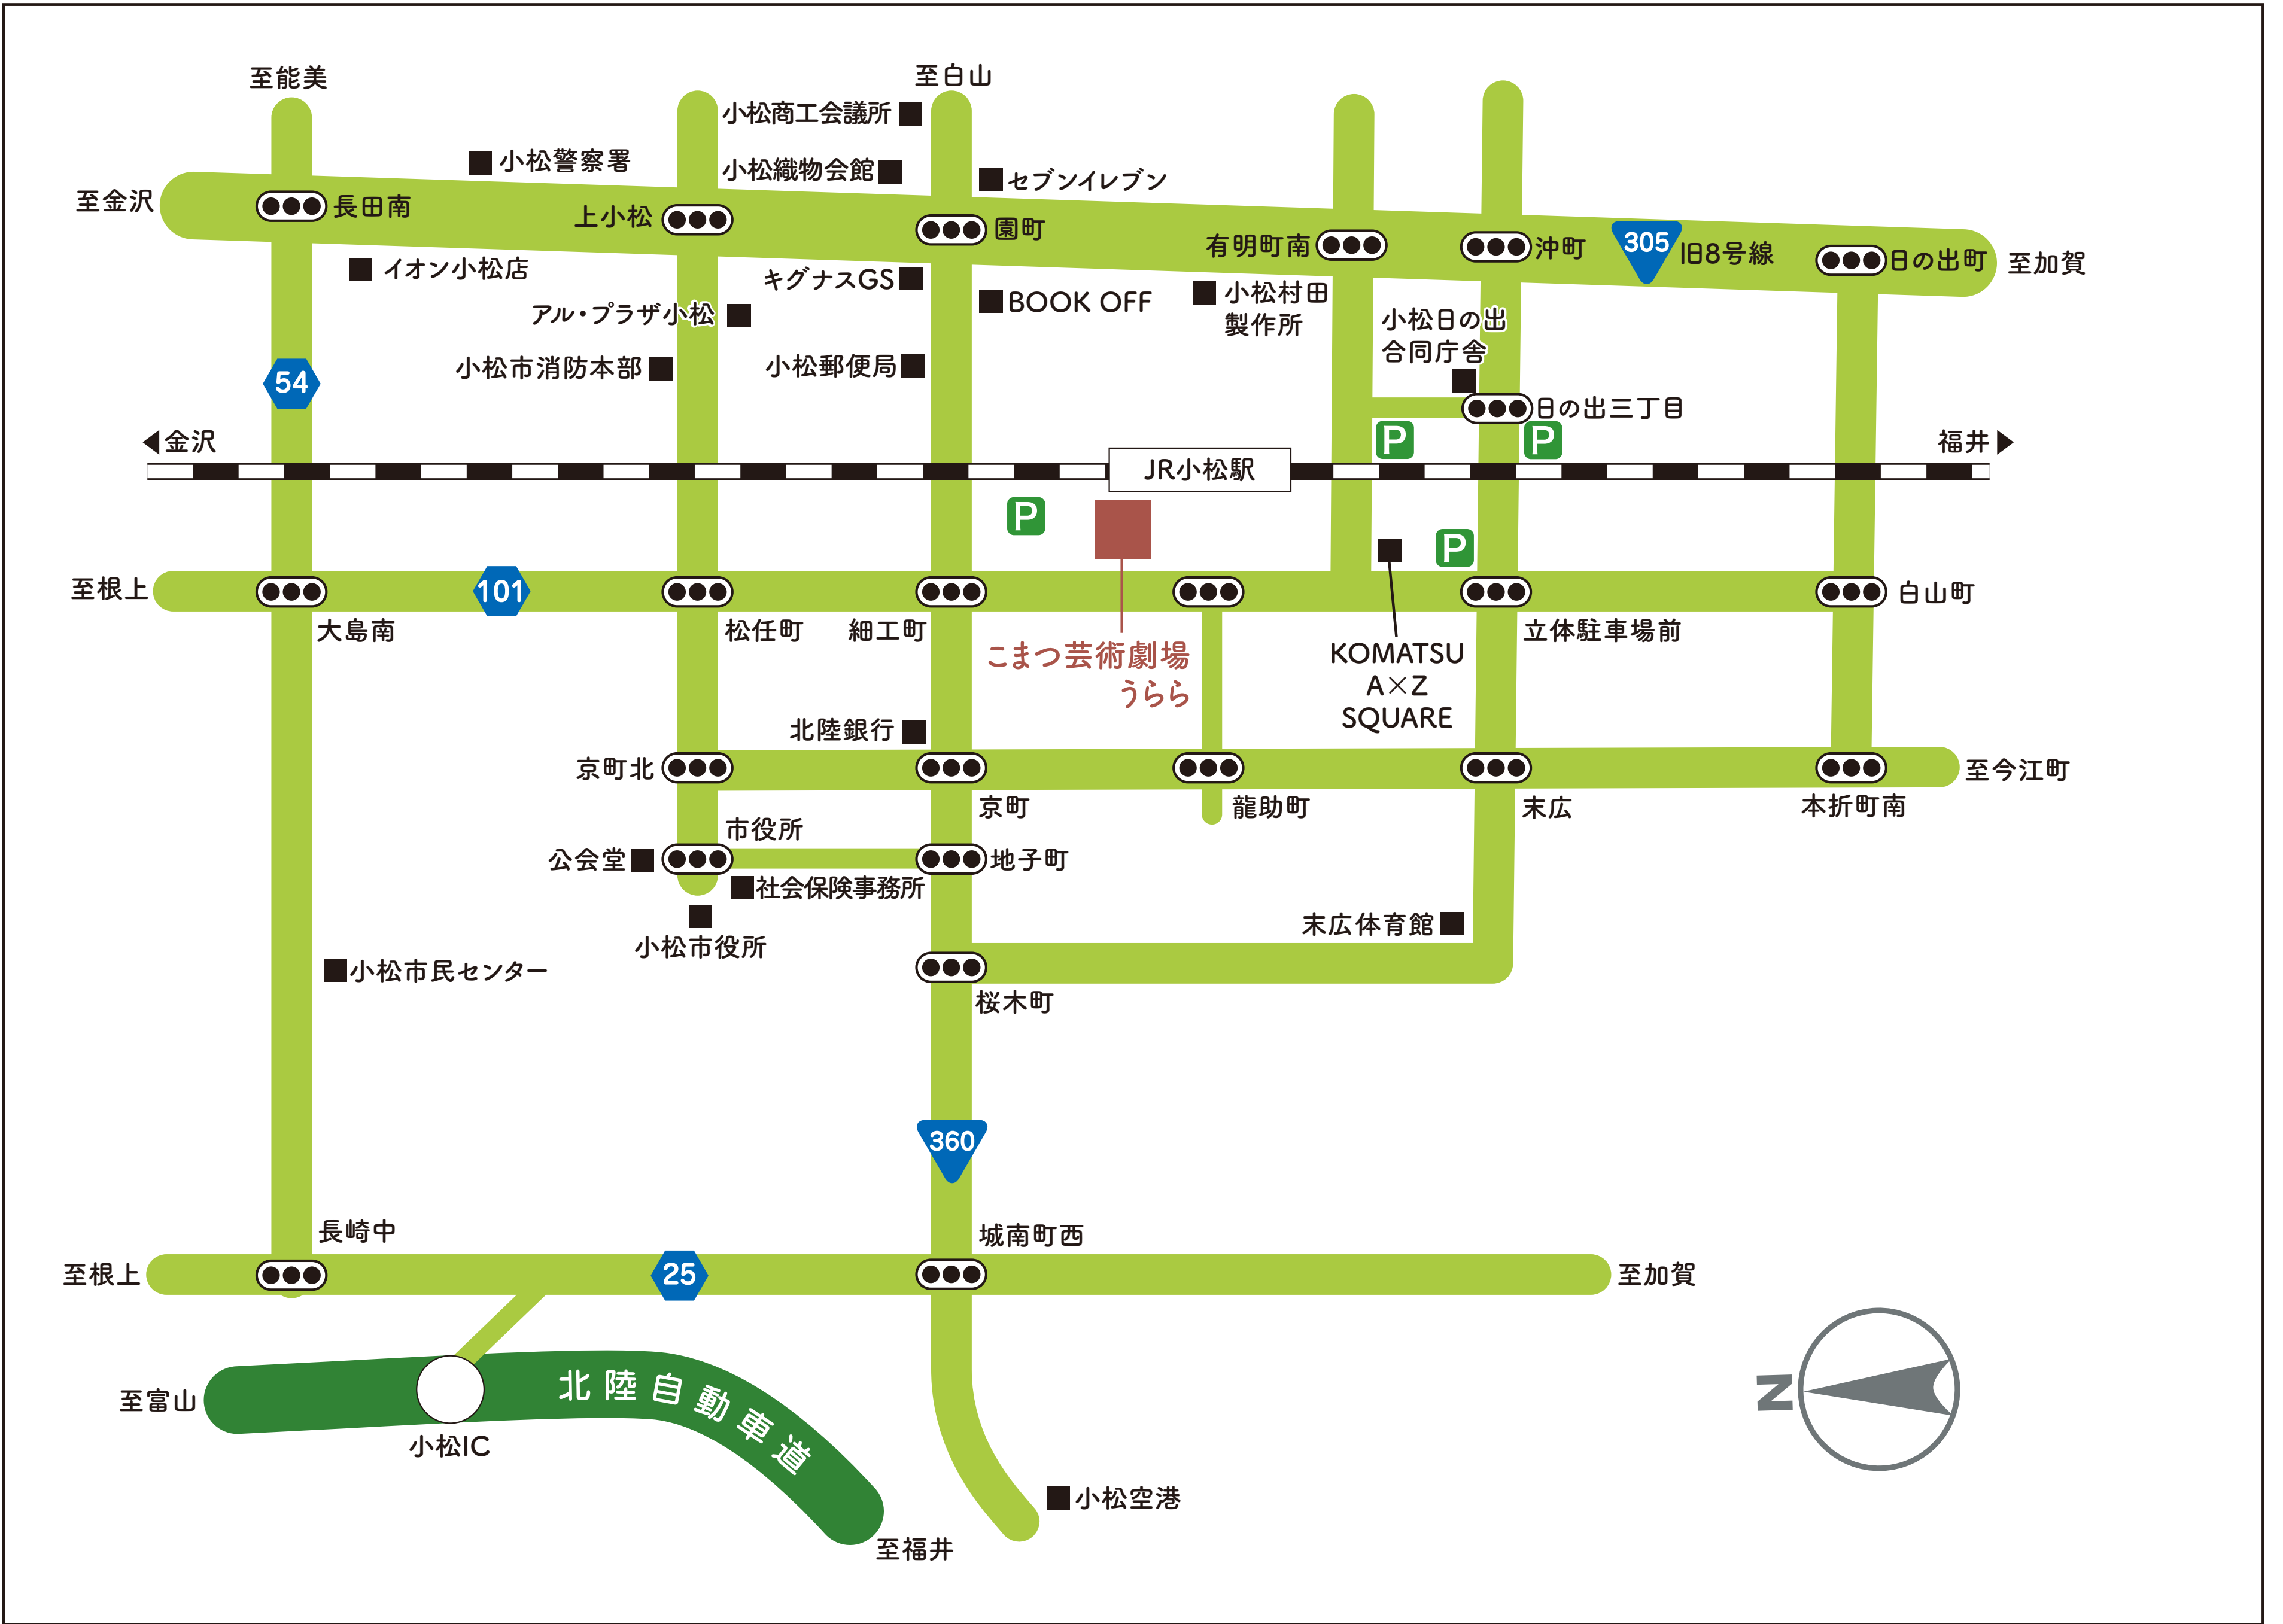 至能美
至白山
小松商工会議所
小松警察署
小松織物会館
セブンイレブン
至金沢
長田南
上小松
園町
有明町南
沖町
305
旧8号線
日の出町
至加賀
イオン小松店
キグナスGS
BOOK OFF
小松村田
製作所
アル・プラザ小松
小松日の出
合同庁舎
小松市消防本部
小松郵便局
54
日の出三丁目
金沢
P
P
福井
JR小松駅
P
P
至根上
101
白山町
大島南
松任町
細工町
立体駐車場前
こまつ芸術劇場
うらら
KOMATSU
A×Z
SQUARE
北陸銀行
京町北
至今江町
京町
龍助町
末広
本折町南
市役所
公会堂
地子町
社会保険事務所
末広体育館
小松市役所
小松市民センター
桜木町
360
長崎中
城南町西
至根上
25
至加賀
北陸自動車道
至富山
小松IC
N
小松空港
至福井